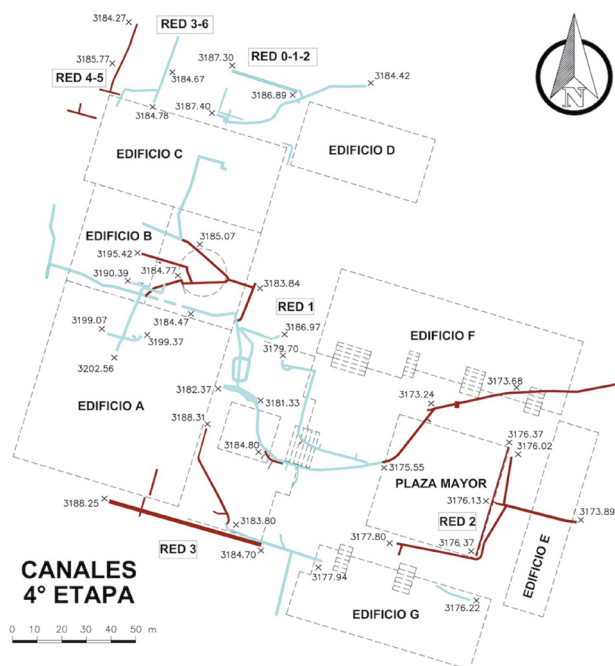 3184.27
RED 3-6
3185.77
3184.67
RED 4-5
3184.78
3187.30
RED 0-1-2
3184.42
3186.89
3187.40
N
EDIFICIO C
EDIFICIO D
EDIFICIO B
3185.07
3195.42
3190.39
3184.77
3183.84
3184.47
RED 1
3199.07
3199.37
3186.97
3179.70
EDIFICIO F
3202.56
3182.37
3181.33
3173.24
3173.68
EDIFICIO A
3188.31
3184.80
3175.55
3176.37
3176.02
PLAZA MAYOR
3188.25
3176.13
RED 2
3173.89
3183.80
RED 3
3184.70
3177.80
3176.37
EDIFICIO E
3177.94
3176.22
EDIFICIO G
CANALES
4° ETAPA
0 10 20 30 40 50 m.